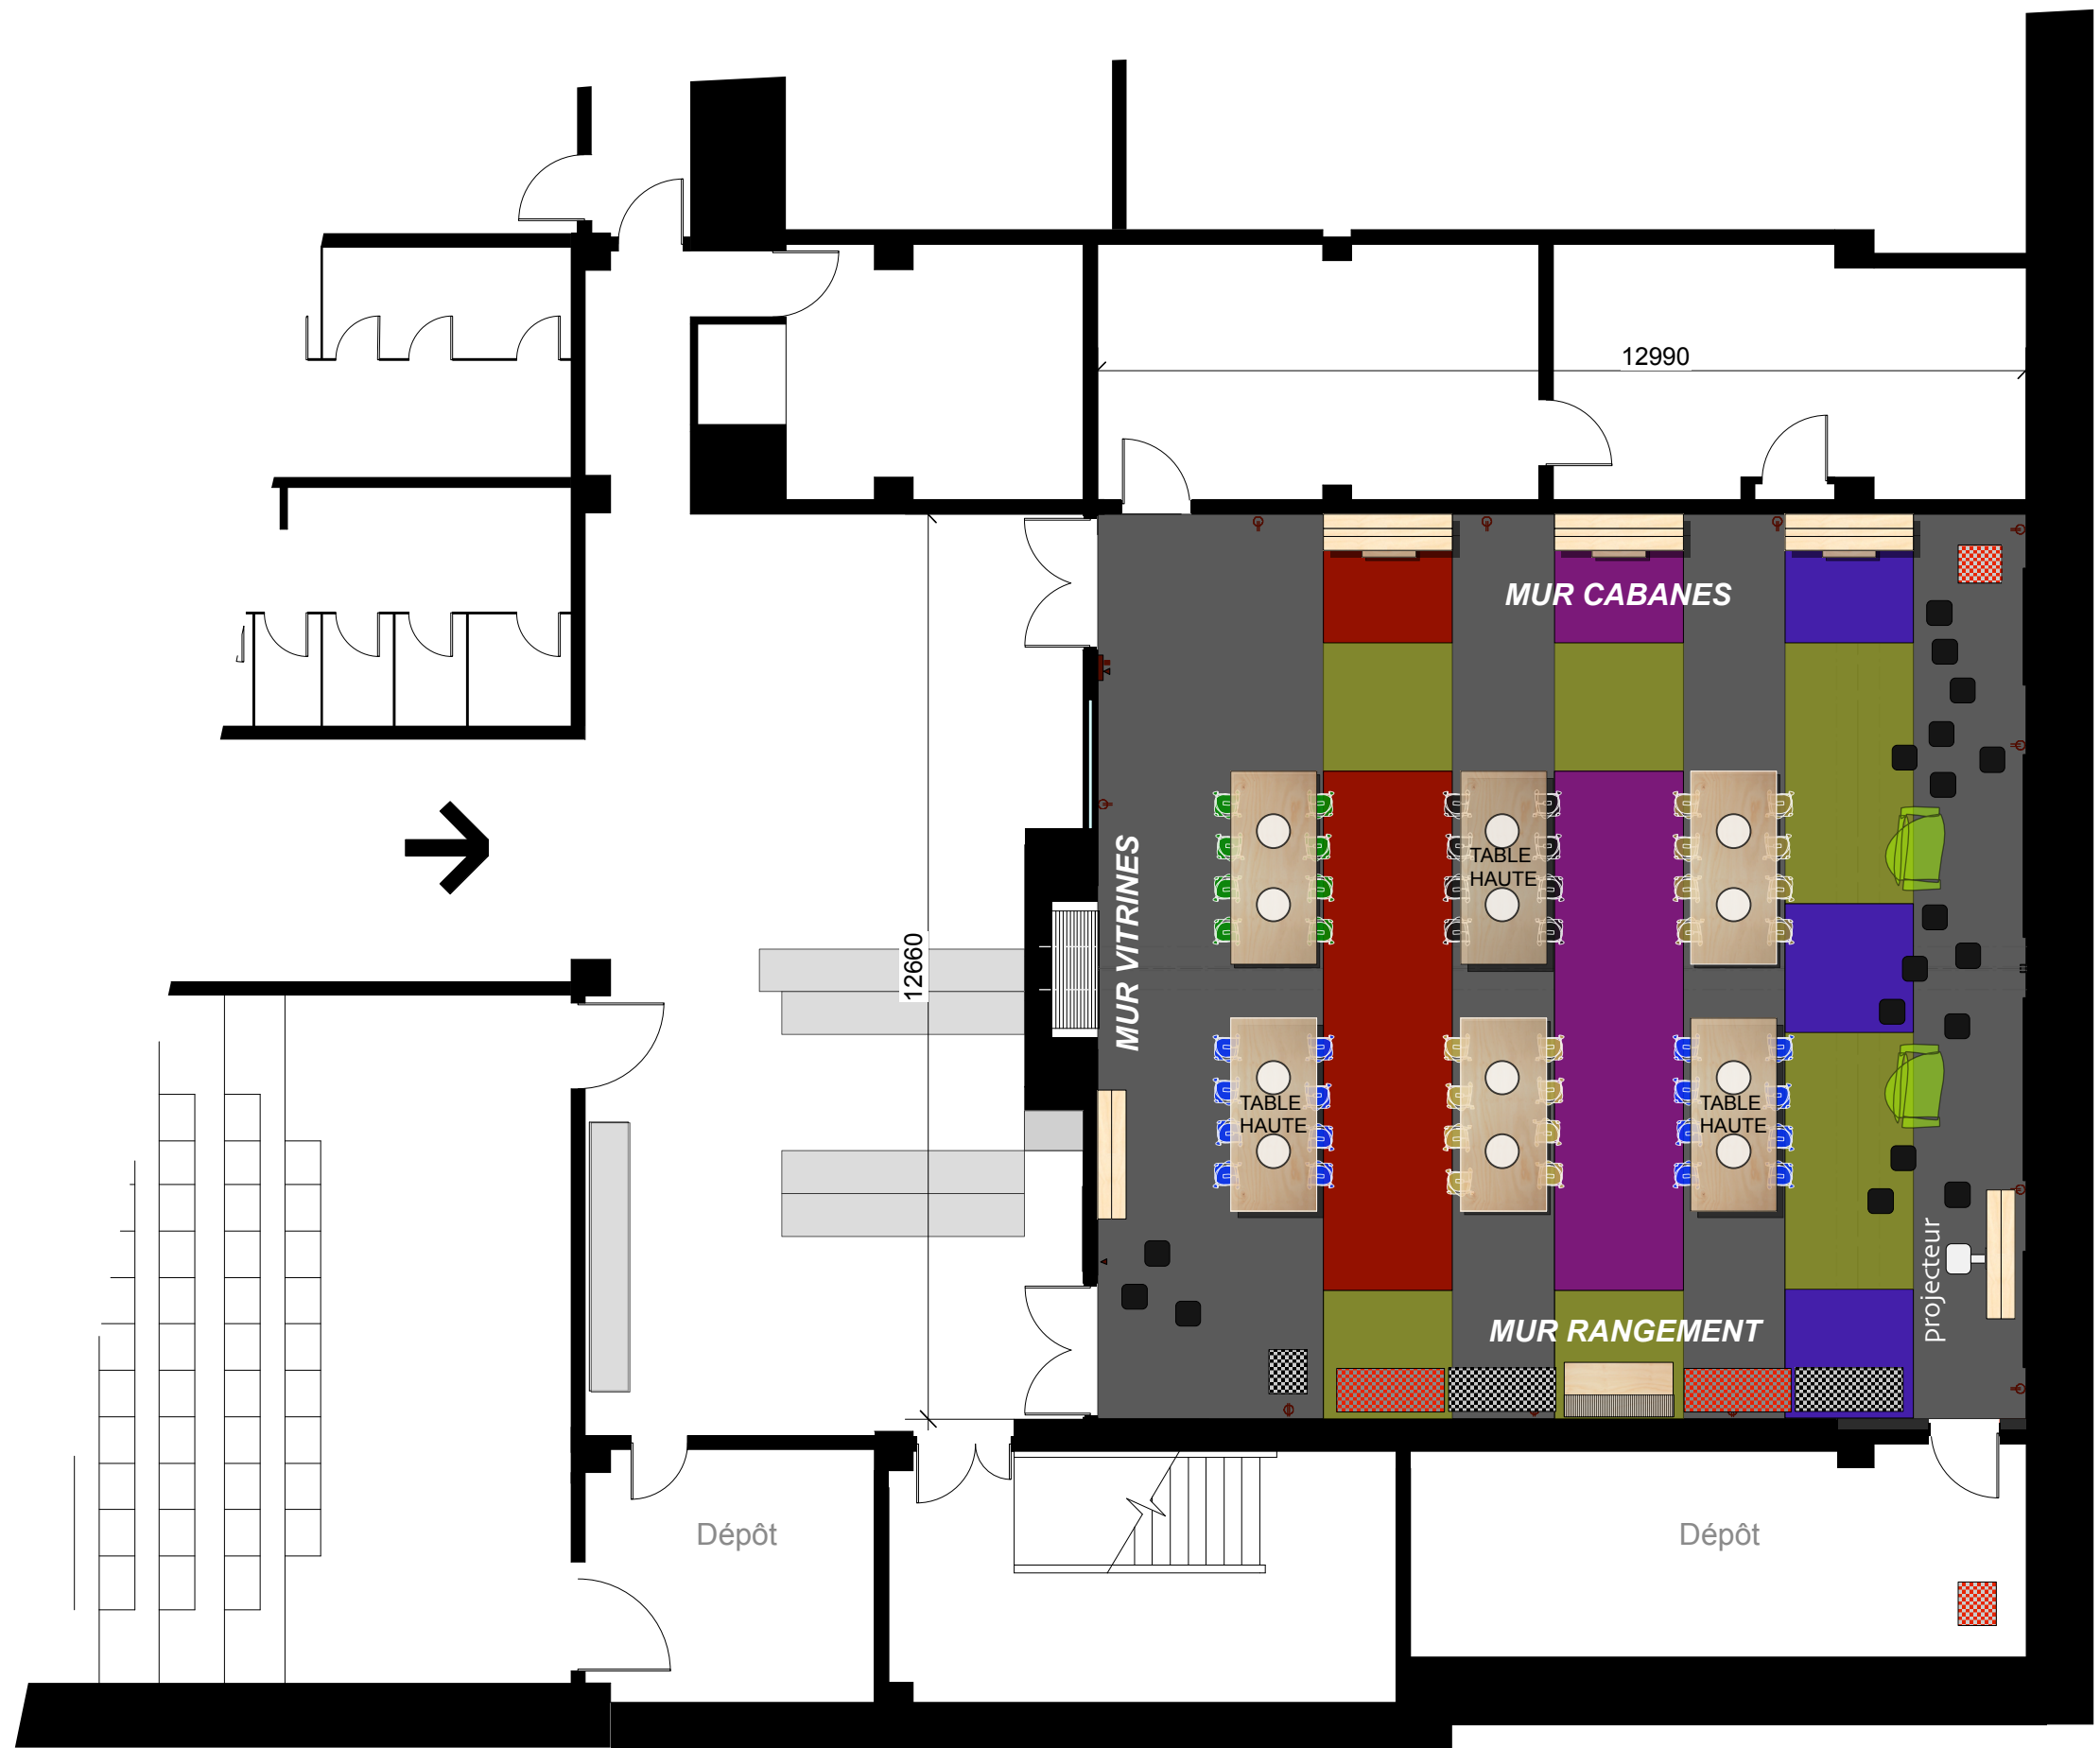 12990
MUR CABANES
12660
MUR VITRINES
TABLE
HAUTE
TABLE
HAUTE
TABLE
HAUTE
projecteur
MUR RANGEMENT
Dépôt
Dépôt